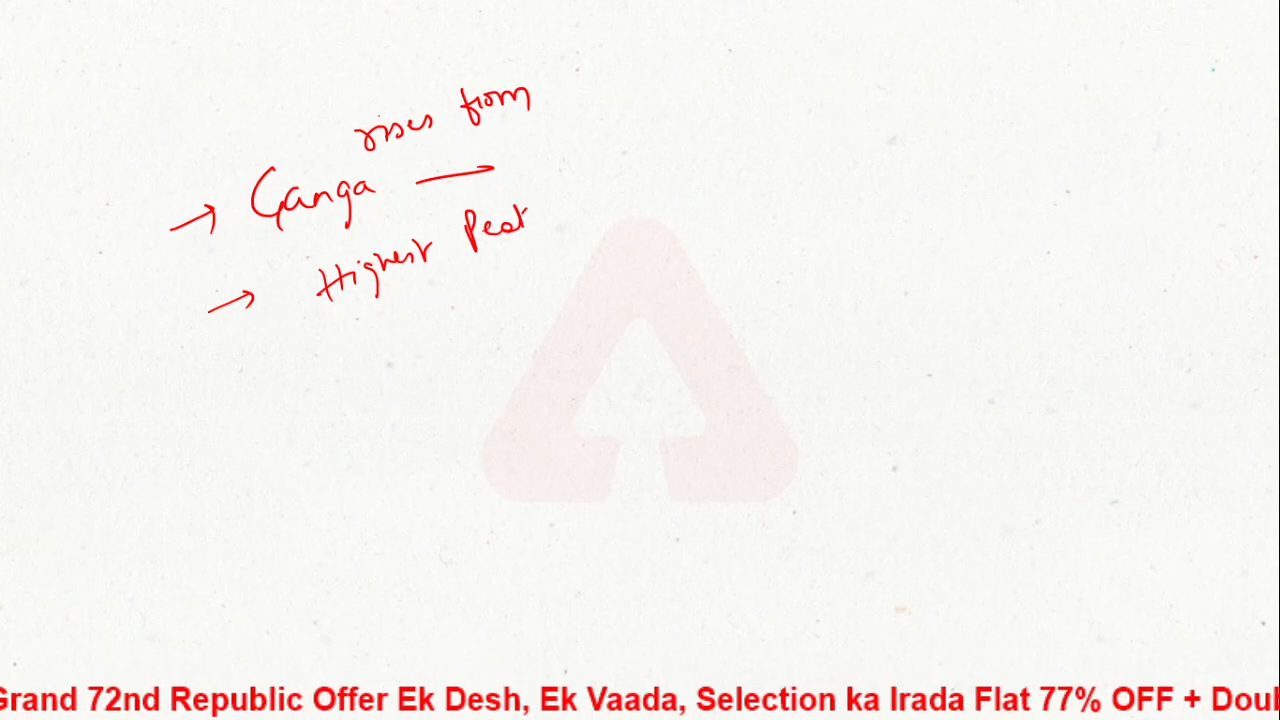 rises from
→ Ganga →
→ Highest Peak
Grand 72nd Republic Offer Ek Desh, Ek Vaada, Selection ka Irada Flat 77% OFF + Doul